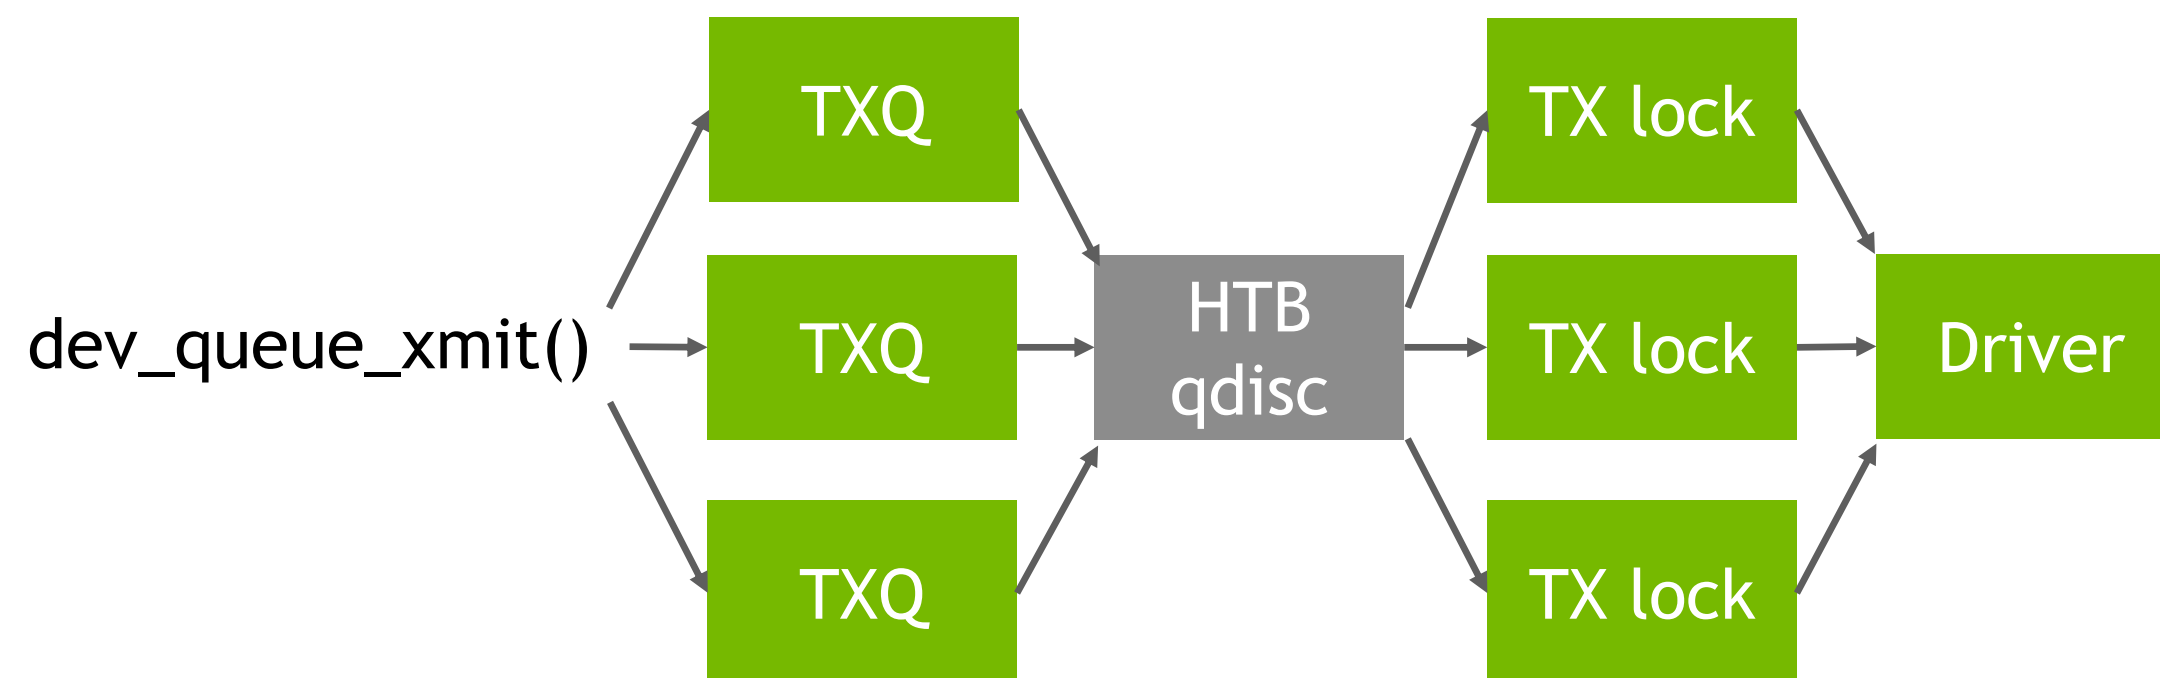 dev_queue_xmit()
TXQ
TXQ
TXQ
HTB
qdisc
TX lock
TX lock
TX lock
Driver